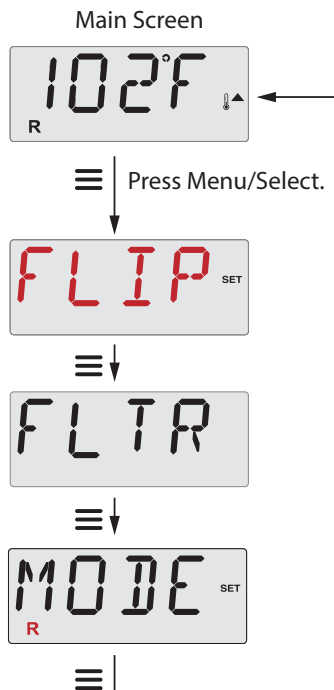 Main Screen
102°F
R
Press Menu/Select.
FLIP SET
FLTR
MODE SET
R